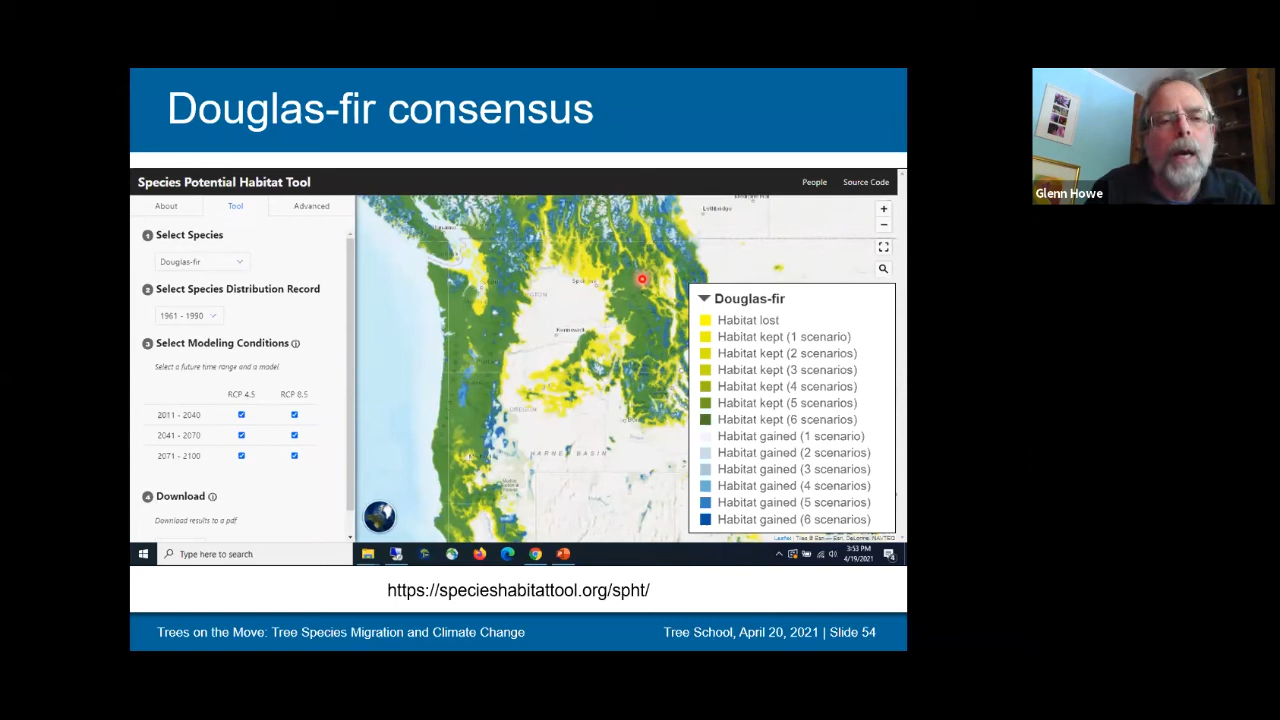 Douglas-fir consensus
Species Potential Habitat Tool
People
Source Code
About
Tool
Advanced
1 Select Species
Douglas-fir
2 Select Species Distribution Record
1961 - 1990
3 Select Modeling Conditions
Select a future time range and a model
RCP 4.5
RCP 8.5
2011 - 2040
2041 - 2070
2071 - 2100
4 Download
Download results to a pdf
Lethbridge
Kennewick
OREGON
HARNEY BASIN
+
−
Douglas-fir
Habitat lost
Habitat kept (1 scenario)
Habitat kept (2 scenarios)
Habitat kept (3 scenarios)
Habitat kept (4 scenarios)
Habitat kept (5 scenarios)
Habitat kept (6 scenarios)
Habitat gained (1 scenario)
Habitat gained (2 scenarios)
Habitat gained (3 scenarios)
Habitat gained (4 scenarios)
Habitat gained (5 scenarios)
Habitat gained (6 scenarios)
Type here to search
3:53 PM
4/19/2021
https://specieshabitattool.org/spht/
Trees on the Move: Tree Species Migration and Climate Change
Tree School, April 20, 2021 | Slide 54
Glenn Howe